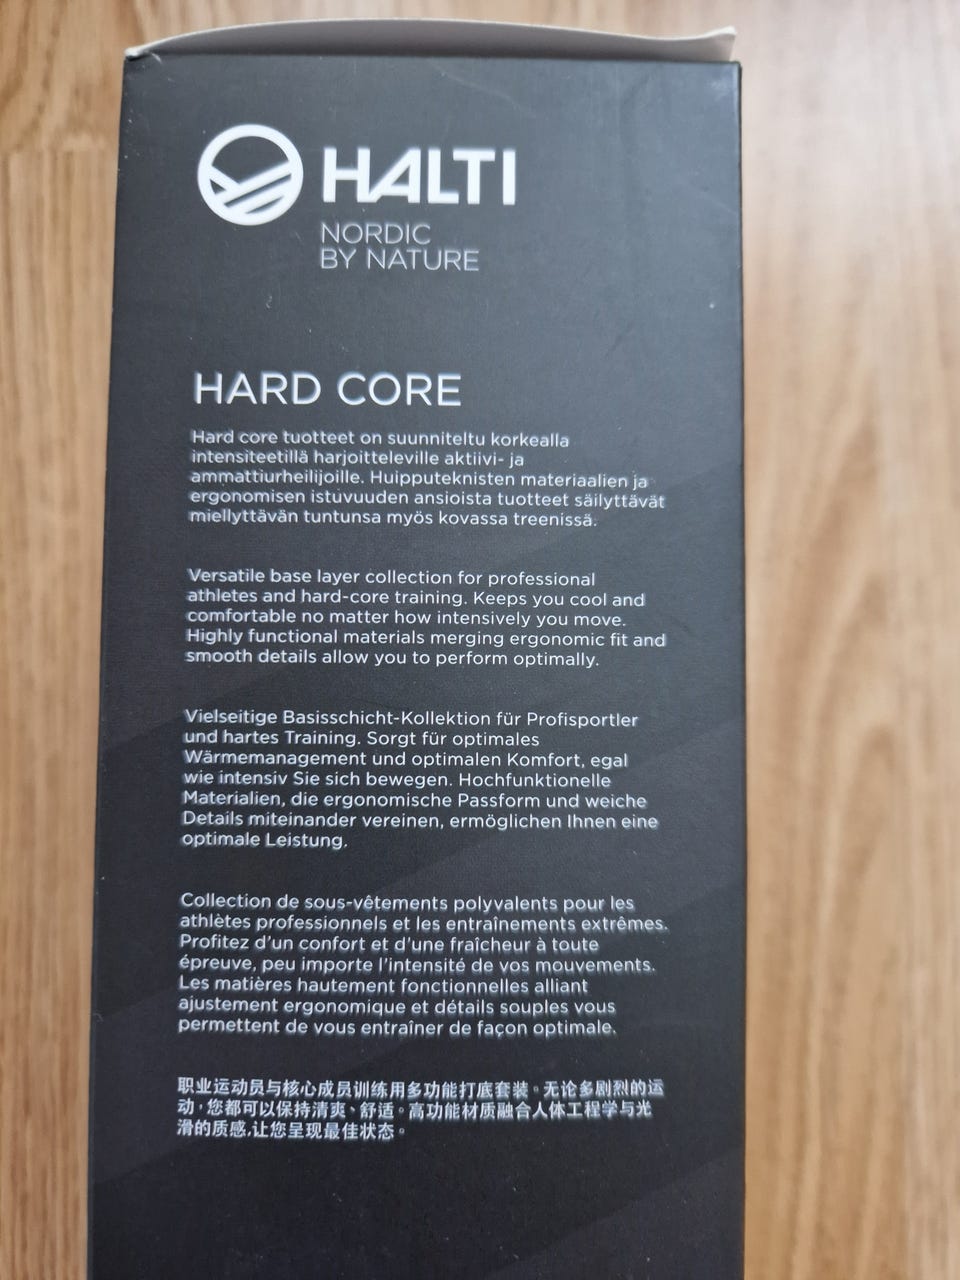 HALTI
NORDIC
BY NATURE
HARD CORE
Hard core tuotteet on suunniteltu korkealla
intensiteetillä harjoitteleville aktiivi- ja
ammattiurheilijoille. Huipputeknisten materiaalien ja
ergonomisen istuvuuden ansioista tuotteet säilyttävät
miellyttävän tuntunsa myös kovassa treenissä.
Versatile base layer collection for professional
athletes and hard-core training. Keeps you cool and
comfortable no matter how intensively you move.
Highly functional materials merging ergonomic fit and
smooth details allow you to perform optimally.
Vielseitige Basisschicht-Kollektion für Profisportler
und hartes Training. Sorgt für optimales
Wärmemanagement und optimalen Komfort, egal
wie intensiv Sie sich bewegen. Hochfunktionelle
Materialien, die ergonomische Passform und weiche
Details miteinander vereinen, ermöglichen Ihnen eine
optimale Leistung.
Collection de sous-vêtements polyvalents pour les
athlètes professionnels et les entraînements extrêmes.
Profitez d'un confort et d'une fraîcheur à toute
épreuve, peu importe l'intensité de vos mouvements.
Les matières hautement fonctionnelles alliant
ajustement ergonomique et détails souples vous
permettent de vous entraîner de façon optimale.
职业运动员与核心成员训练用多功能打底套装。无论多剧烈的运
动，您都可以保持清爽、舒适。高功能材质融合人体工程学与光
滑的质感,让您呈现最佳状态。